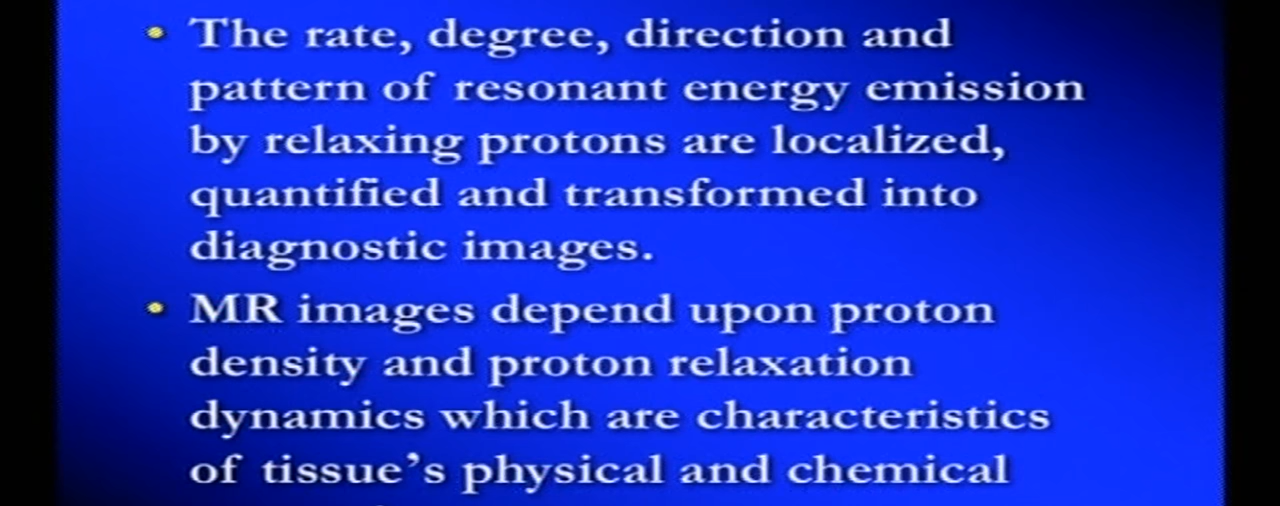 • The rate, degree, direction and
pattern of resonant energy emission
by relaxing protons are localized,
quantified and transformed into
diagnostic images.
• MR images depend upon proton
density and proton relaxation
dynamics which are characteristics
of tissue’s physical and chemical